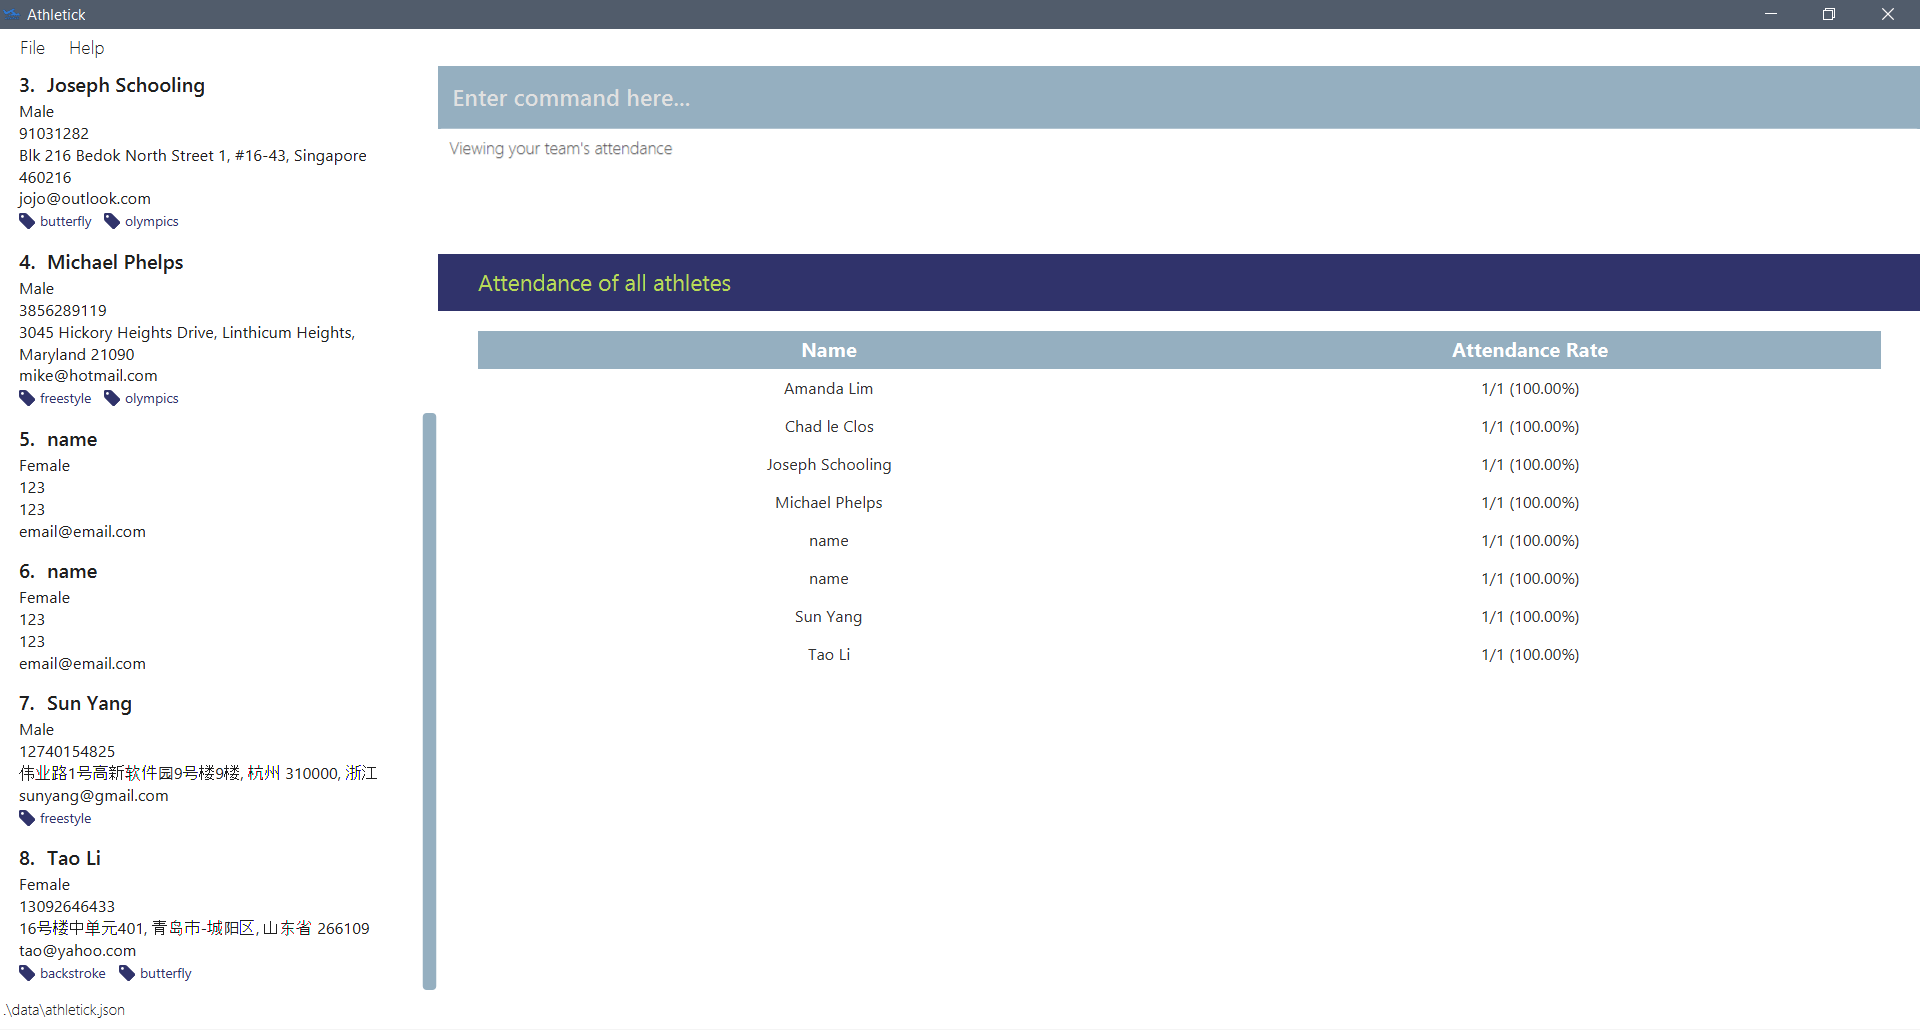 Athletick
File Help
3. Joseph Schooling
Male
91031282
Blk 216 Bedok North Street 1, #16-43, Singapore
460216
jojo@outlook.com
butterfly olympics
4. Michael Phelps
Male
3856289119
3045 Hickory Heights Drive, Linthicum Heights,
Maryland 21090
mike@hotmail.com
freestyle olympics
5. name
Female
123
123
email@email.com
6. name
Female
123
123
email@email.com
7. Sun Yang
Male
12740154825
伟业路1号高新软件园9号楼9楼, 杭州 310000, 浙江
sunyang@gmail.com
freestyle
8. Tao Li
Female
13092646433
16号楼中单元401, 青岛市-城阳区, 山东省 266109
tao@yahoo.com
backstroke butterfly
.\data\athletick.json
Enter command here...
Viewing your team's attendance
Attendance of all athletes
Name Attendance Rate
Amanda Lim 1/1 (100.00%)
Chad le Clos 1/1 (100.00%)
Joseph Schooling 1/1 (100.00%)
Michael Phelps 1/1 (100.00%)
name 1/1 (100.00%)
name 1/1 (100.00%)
Sun Yang 1/1 (100.00%)
Tao Li 1/1 (100.00%)